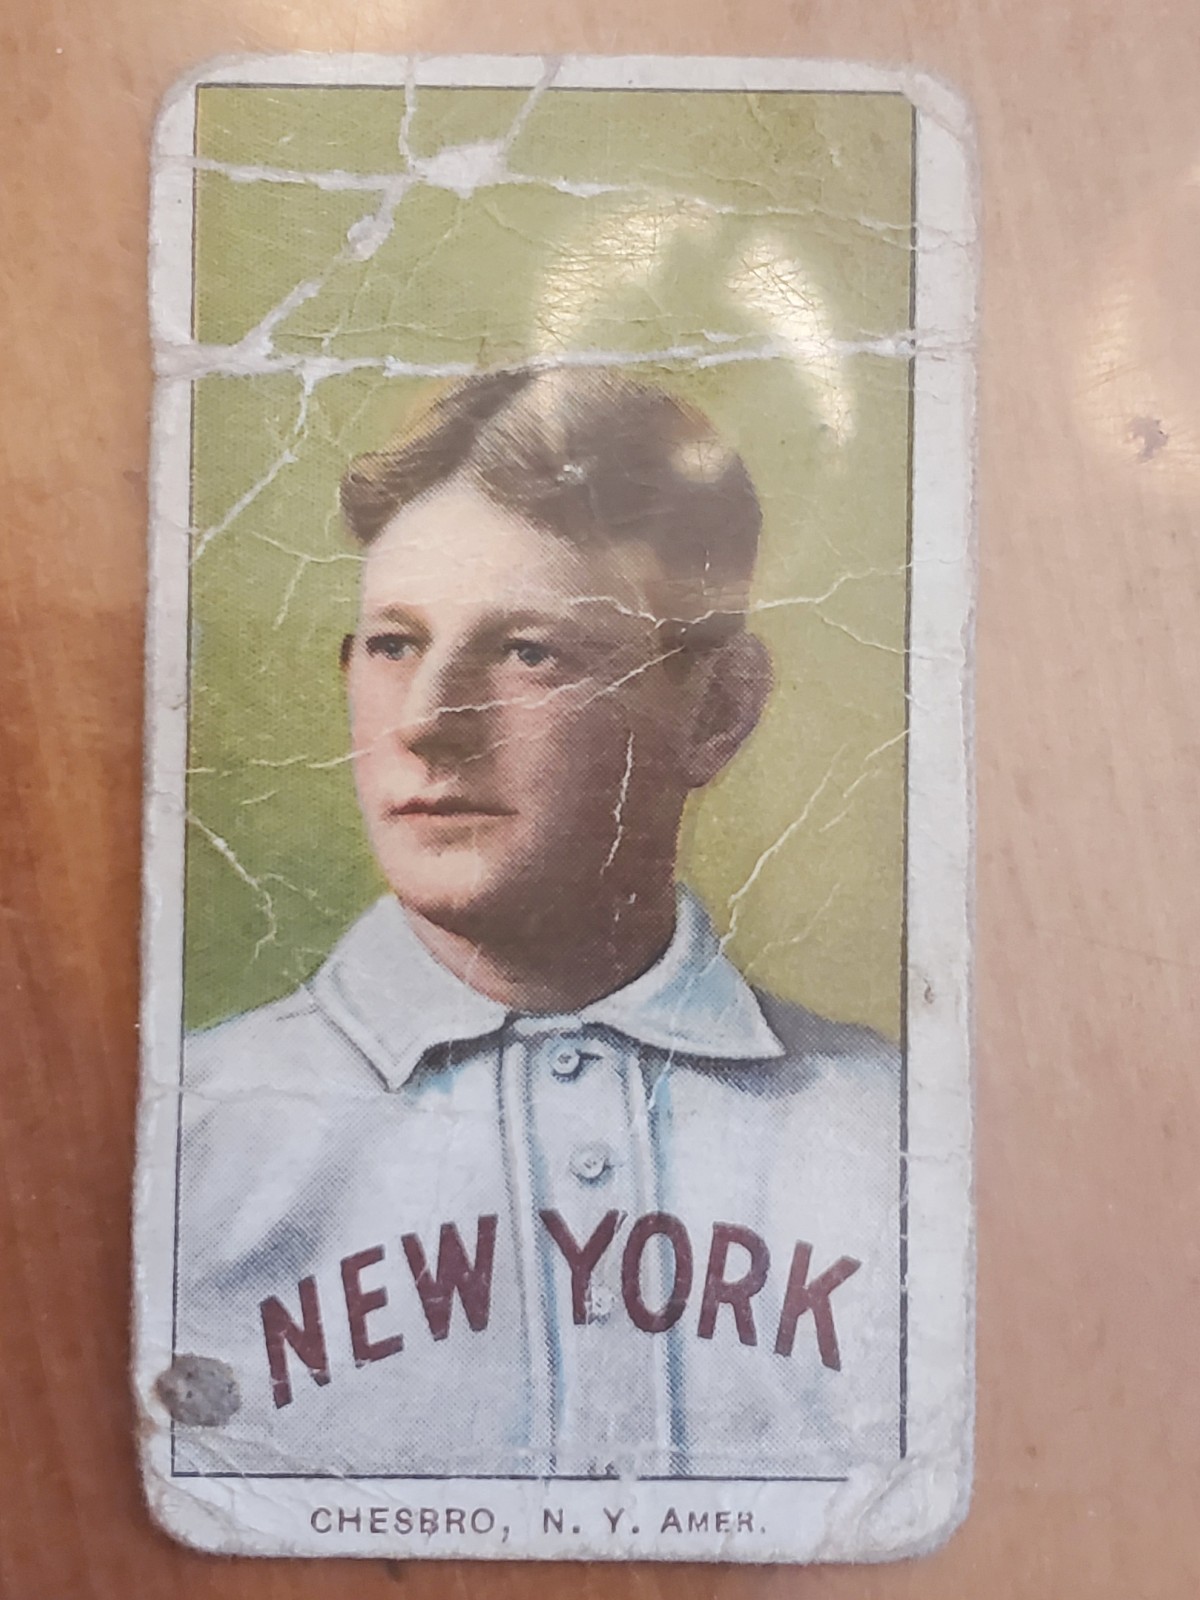 NEW YORK
CHESBRO, N. Y. AMER.